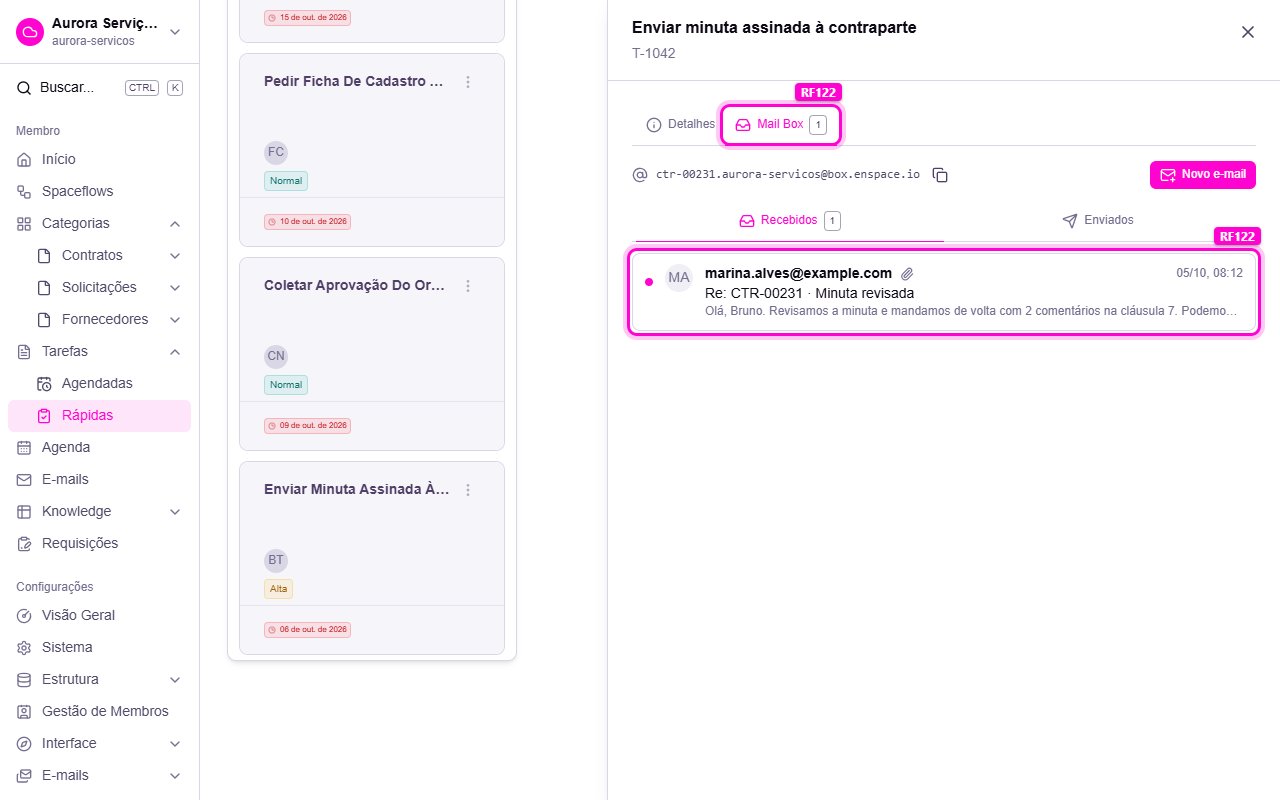 Aurora Serviç...
aurora-servicos
Buscar...
CTRL
K
Membro
Início
Spaceflows
Categorias
Contratos
Solicitações
Fornecedores
Tarefas
Agendadas
Rápidas
Agenda
E-mails
Knowledge
Requisições
Configurações
Visão Geral
Sistema
Estrutura
Gestão de Membros
Interface
E-mails
15 de out. de 2026
Pedir Ficha De Cadastro ...
FC
Normal
10 de out. de 2026
Coletar Aprovação Do Or...
CN
Normal
09 de out. de 2026
Enviar Minuta Assinada À...
BT
Alta
06 de out. de 2026
Enviar minuta assinada à contraparte
T-1042
RF122
Detalhes
Mail Box 1
ctr-00231.aurora-servicos@box.enspace.io
Novo e-mail
Recebidos 1
Enviados
RF122
MA
marina.alves@example.com
05/10, 08:12
Re: CTR-00231 · Minuta revisada
Olá, Bruno. Revisamos a minuta e mandamos de volta com 2 comentários na cláusula 7. Podemo...